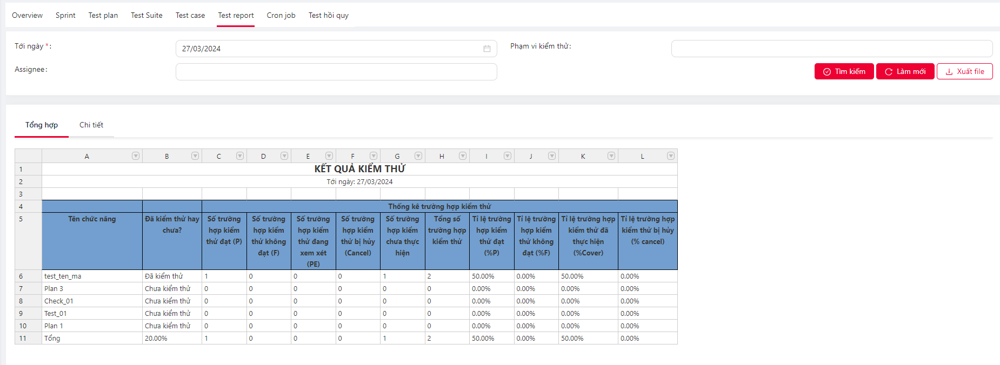 Overview Sprint Test plan Test Suite Test case Test report Cron job Test hồi quy
Tới ngày *: 27/03/2024 Phạm vi kiểm thử:
Assignee: Tìm kiếm Làm mới Xuất file
Tổng hợp Chi tiết
A B C D E F G H I J K L
1 KẾT QUẢ KIỂM THỬ
2 Tới ngày: 27/03/2024
3
4 Thống kê trường hợp kiểm thử
5 Tên chức năng Đã kiểm thử hay chưa? Số trường hợp kiểm thử đạt (P) Số trường hợp kiểm thử không đạt (F) Số trường hợp kiểm thử đang xem xét (PE) Số trường hợp kiểm thử bị hủy (Cancel) Số trường hợp kiểm chưa thực hiện Tổng số trường hợp kiểm thử Tỉ lệ trường hợp kiểm thử đạt (%P) Tỉ lệ trường hợp kiểm thử không đạt (%F) Tỉ lệ trường hợp kiểm thử đã thực hiện (%Cover) Tỉ lệ trường hợp kiểm thử bị hủy (% cancel)
6 test_ten_ma Đã kiểm thử 1 0 0 0 1 2 50.00% 0.00% 50.00% 0.00%
7 Plan 3 Chưa kiểm thử 0 0 0 0 0 0 0.00% 0.00% 0.00% 0.00%
8 Check_01 Chưa kiểm thử 0 0 0 0 0 0 0.00% 0.00% 0.00% 0.00%
9 Test_01 Chưa kiểm thử 0 0 0 0 0 0 0.00% 0.00% 0.00% 0.00%
10 Plan 1 Chưa kiểm thử 0 0 0 0 0 0 0.00% 0.00% 0.00% 0.00%
11 Tổng 20.00% 1 0 0 0 1 2 50.00% 0.00% 50.00% 0.00%